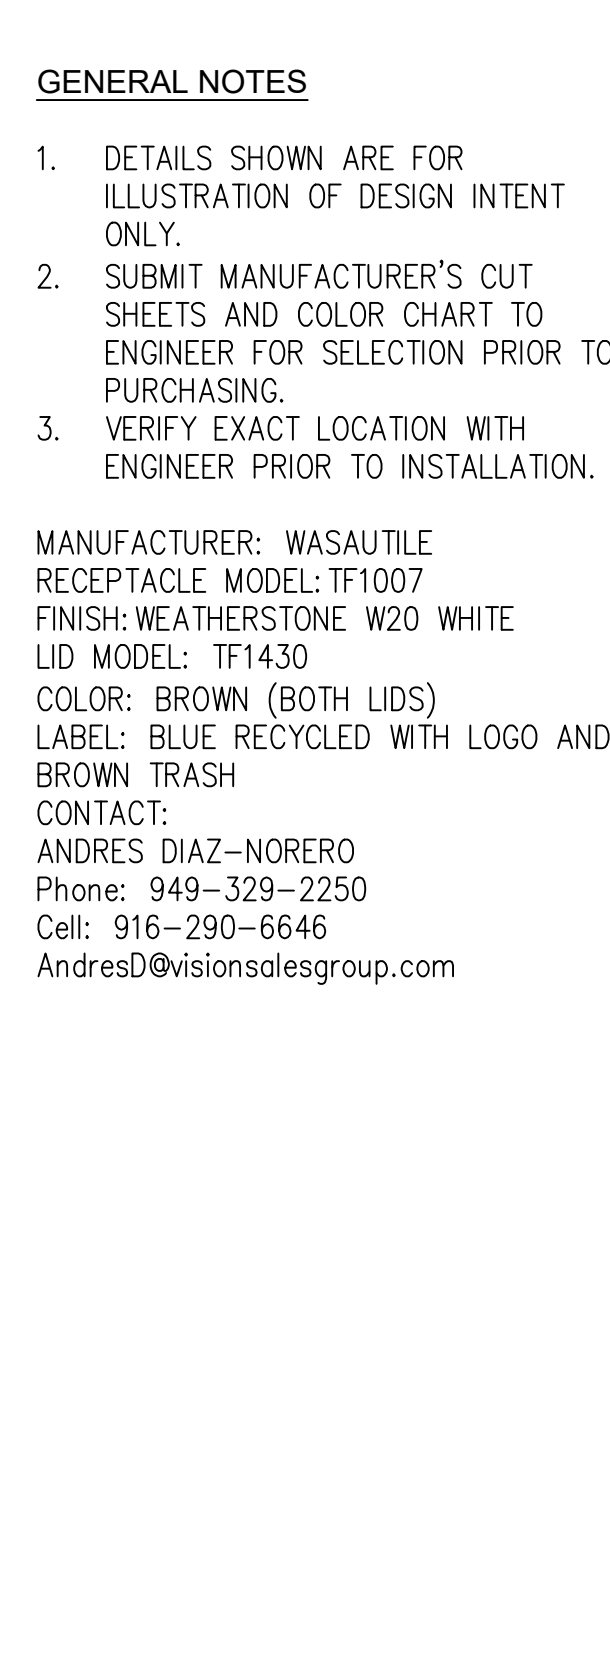 GENERAL NOTES
1. DETAILS SHOWN ARE FOR
ILLUSTRATION OF DESIGN INTENT
ONLY.
2. SUBMIT MANUFACTURER'S CUT
SHEETS AND COLOR CHART TO
ENGINEER FOR SELECTION PRIOR TO
PURCHASING.
3. VERIFY EXACT LOCATION WITH
ENGINEER PRIOR TO INSTALLATION.
MANUFACTURER: WASAUTILE
RECEPTACLE MODEL: TF1007
FINISH: WEATHERSTONE W20 WHITE
LID MODEL: TF1430
COLOR: BROWN (BOTH LIDS)
LABEL: BLUE RECYCLED WITH LOGO AND
BROWN TRASH
CONTACT:
ANDRES DIAZ-NORERO
Phone: 949-329-2250
Cell: 916-290-6646
AndresD@visionsalesgroup.com